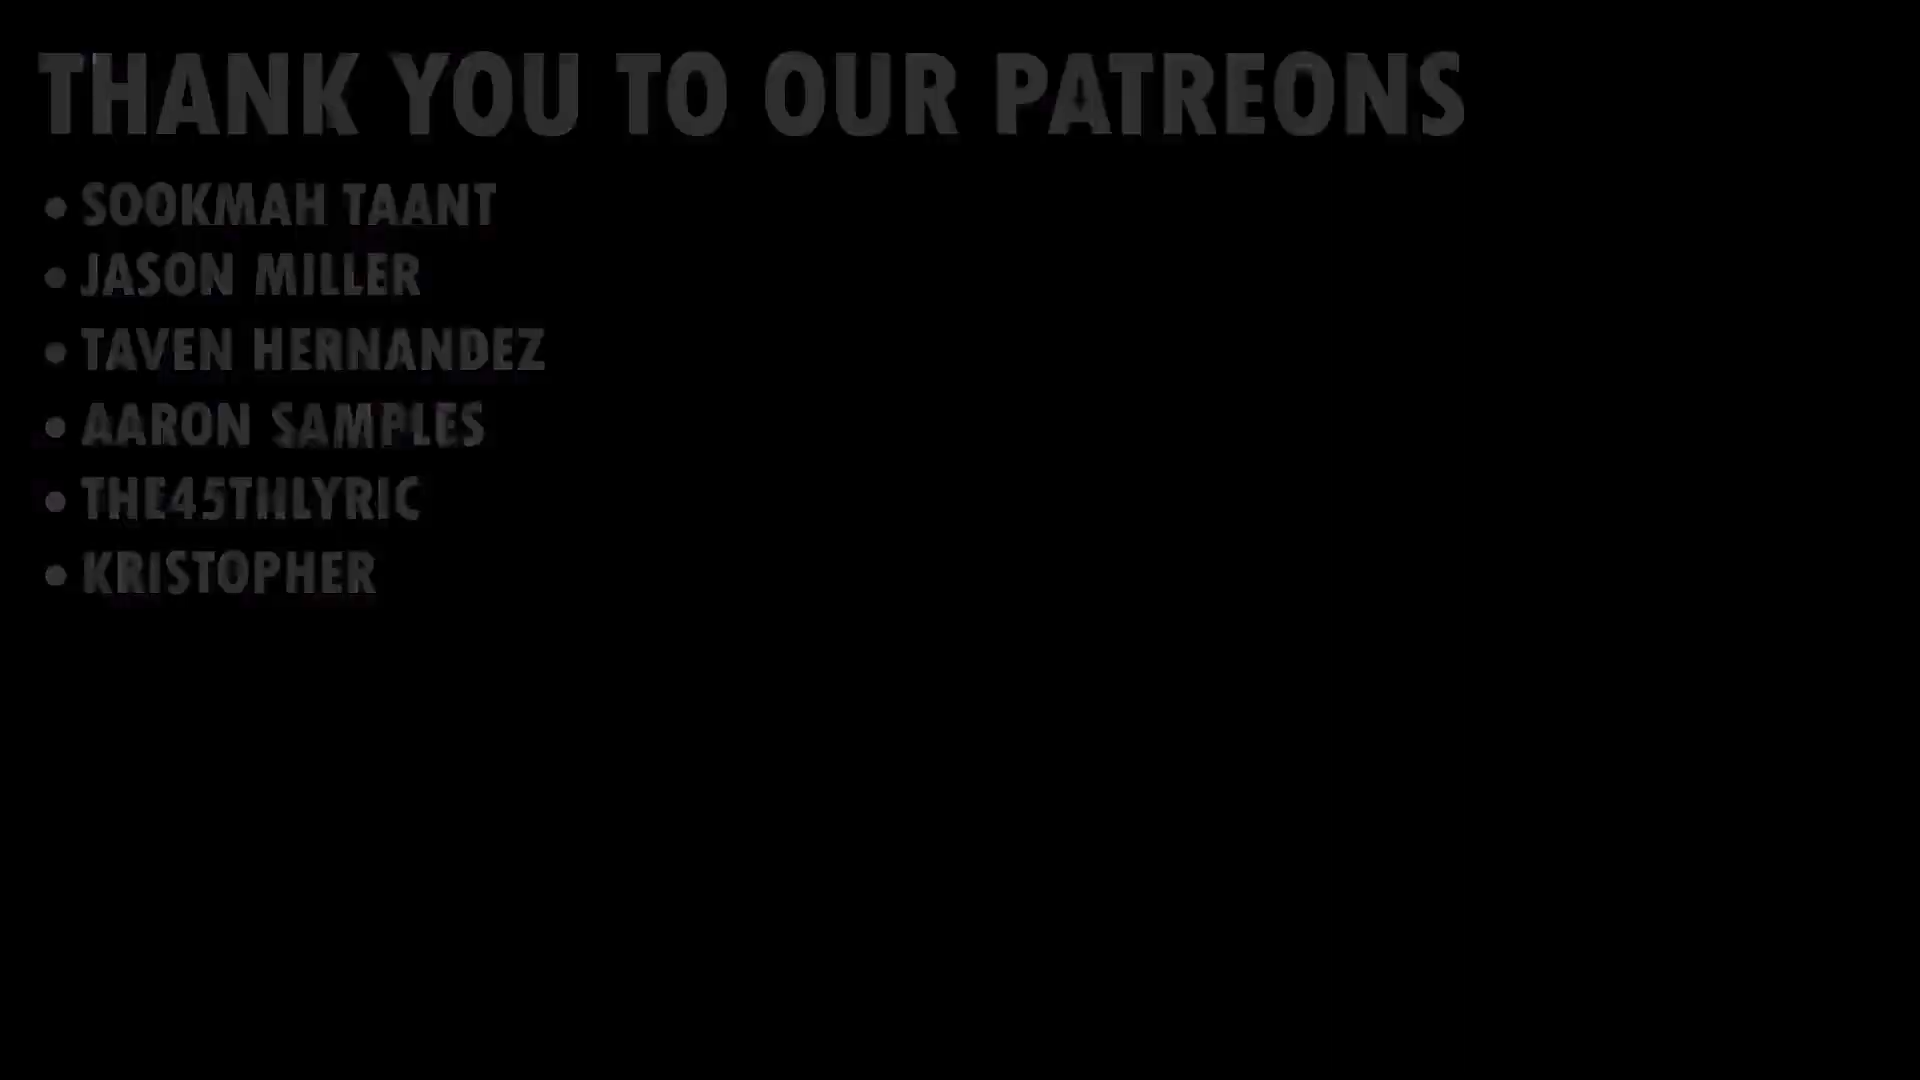 THANK YOU TO OUR PATREONS
• SOOKMAH TAANT
• JASON MILLER
• TAVEN HERNANDEZ
• AARON SAMPLES
• THE45THLYRIC
• KRISTOPHER